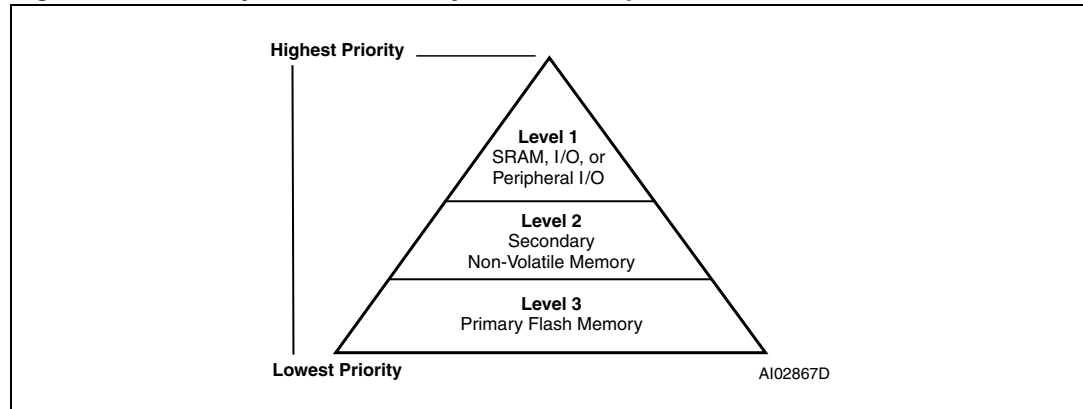 Highest Priority
Level 1
SRAM, I/O, or
Peripheral I/O
Level 2
Secondary
Non-Volatile Memory
Level 3
Primary Flash Memory
Lowest Priority
AI02867D